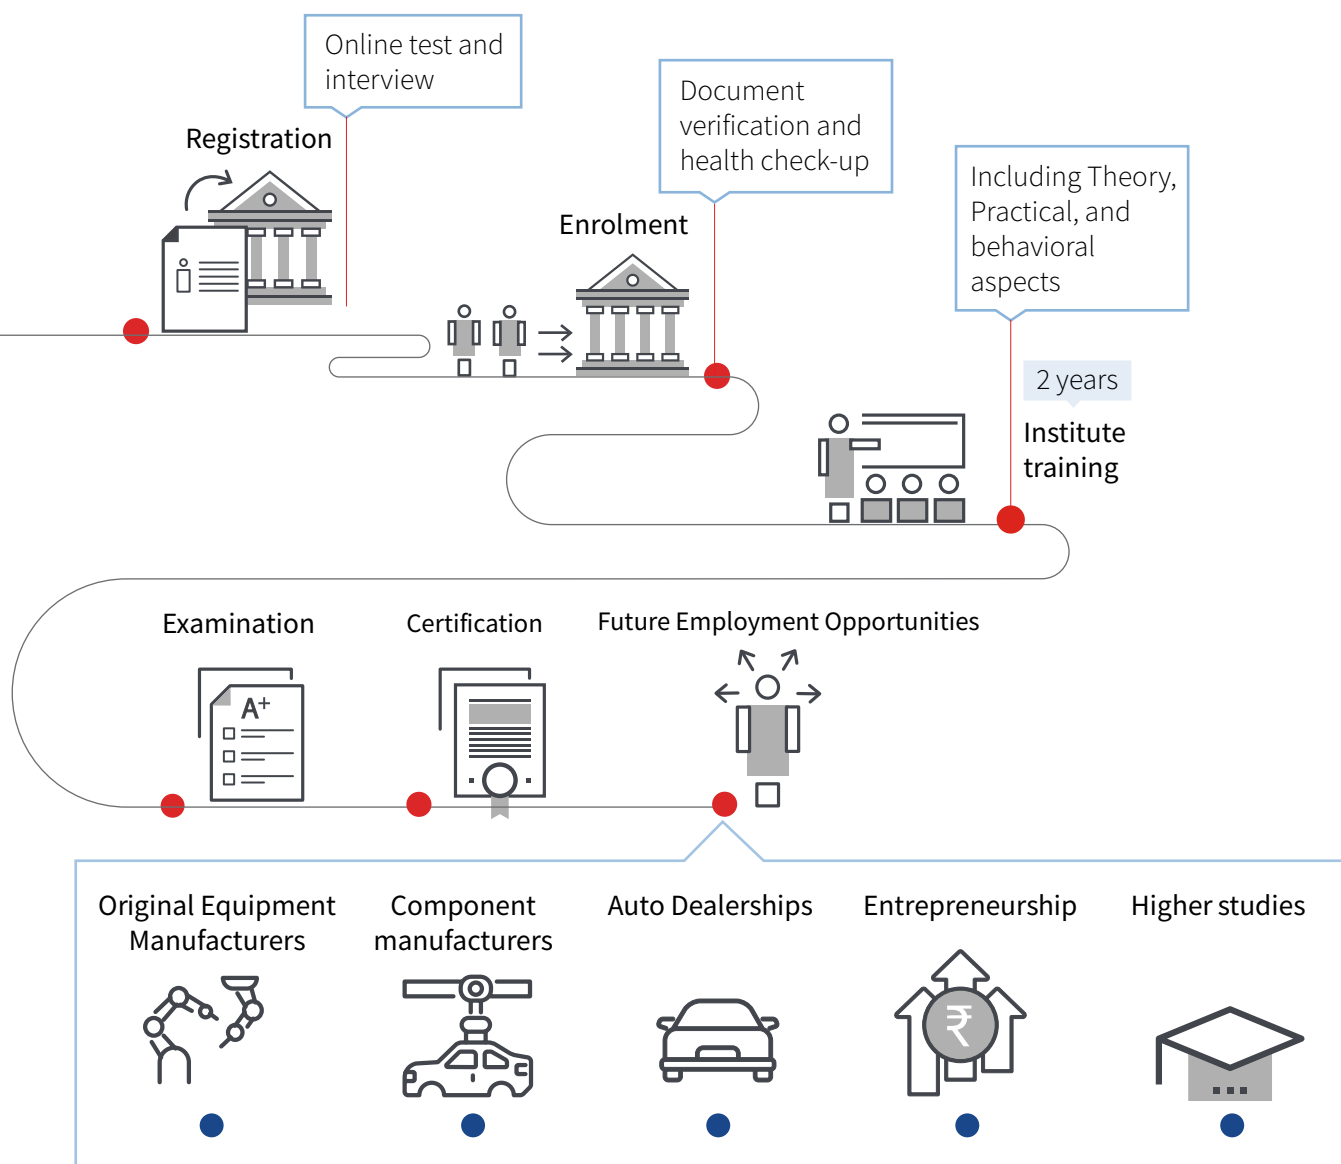 Online test and
interview
Registration
Document
verification and
health check-up
Enrolment
Including Theory,
Practical, and
behavioral
aspects
2 years
Institute
training
Examination
Certification
Future Employment Opportunities
A+
Original Equipment
Manufacturers
Component
manufacturers
Auto Dealerships
Entrepreneurship
Higher studies
₹